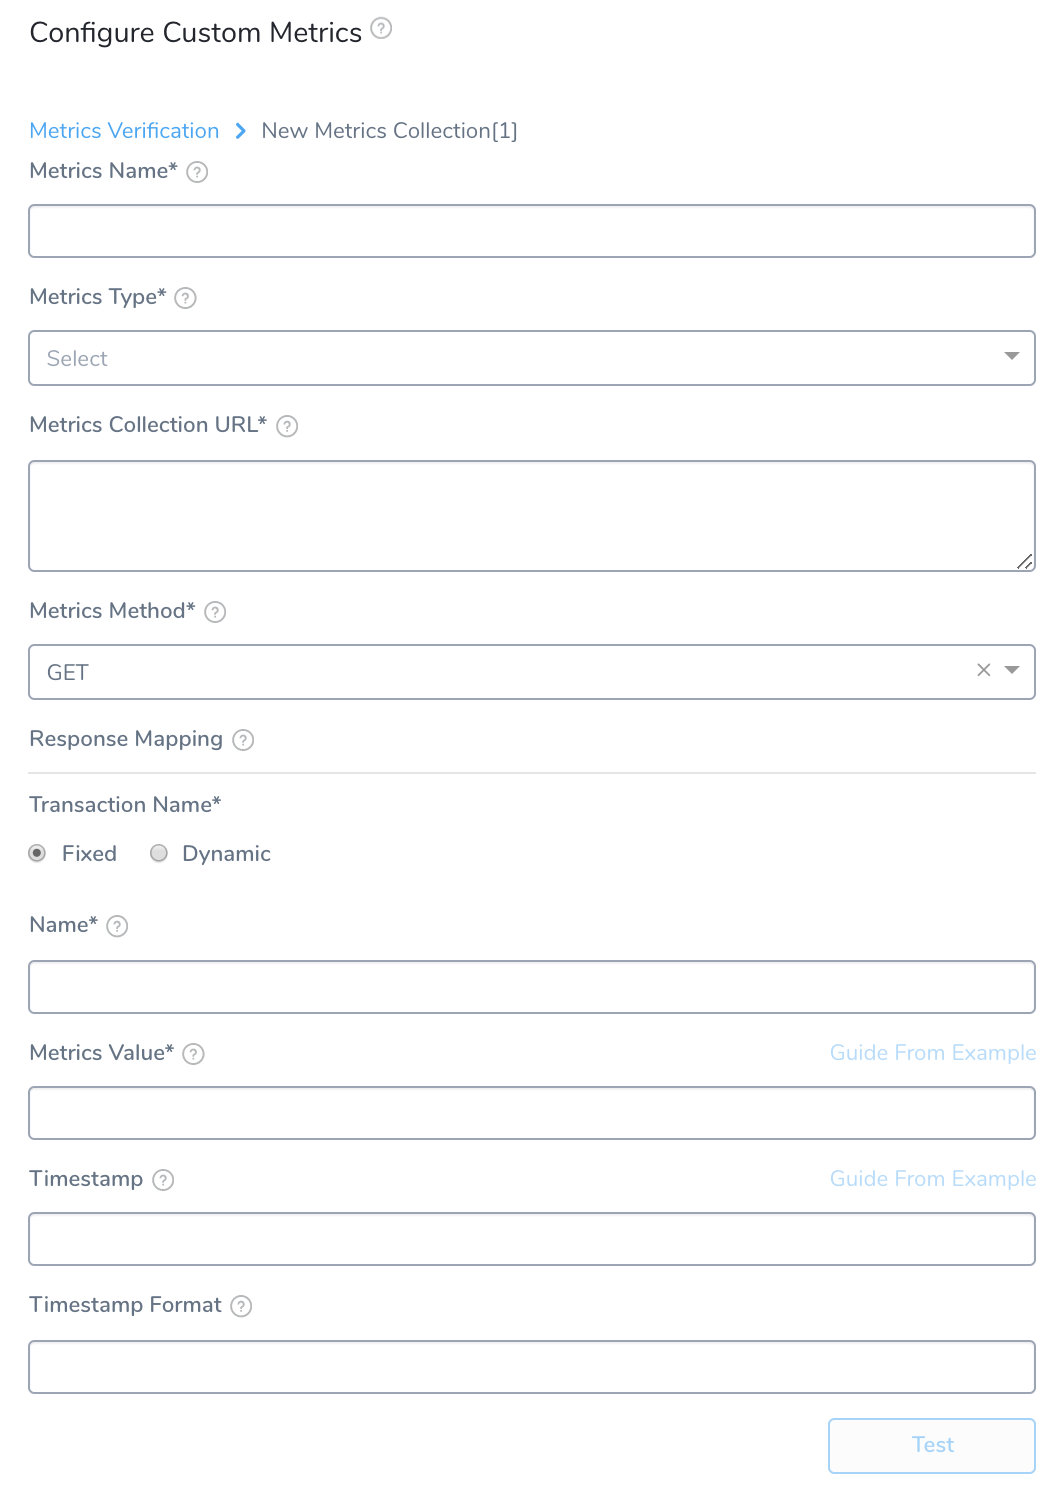 Configure Custom Metrics ?
Metrics Verification > New Metrics Collection[1]
Metrics Name* ?
Metrics Type* ?
Select
Metrics Collection URL* ?
Metrics Method* ?
GET ×
Response Mapping ?
Transaction Name*
Fixed Dynamic
Name* ?
Metrics Value* ? Guide From Example
Timestamp ? Guide From Example
Timestamp Format ?
Test